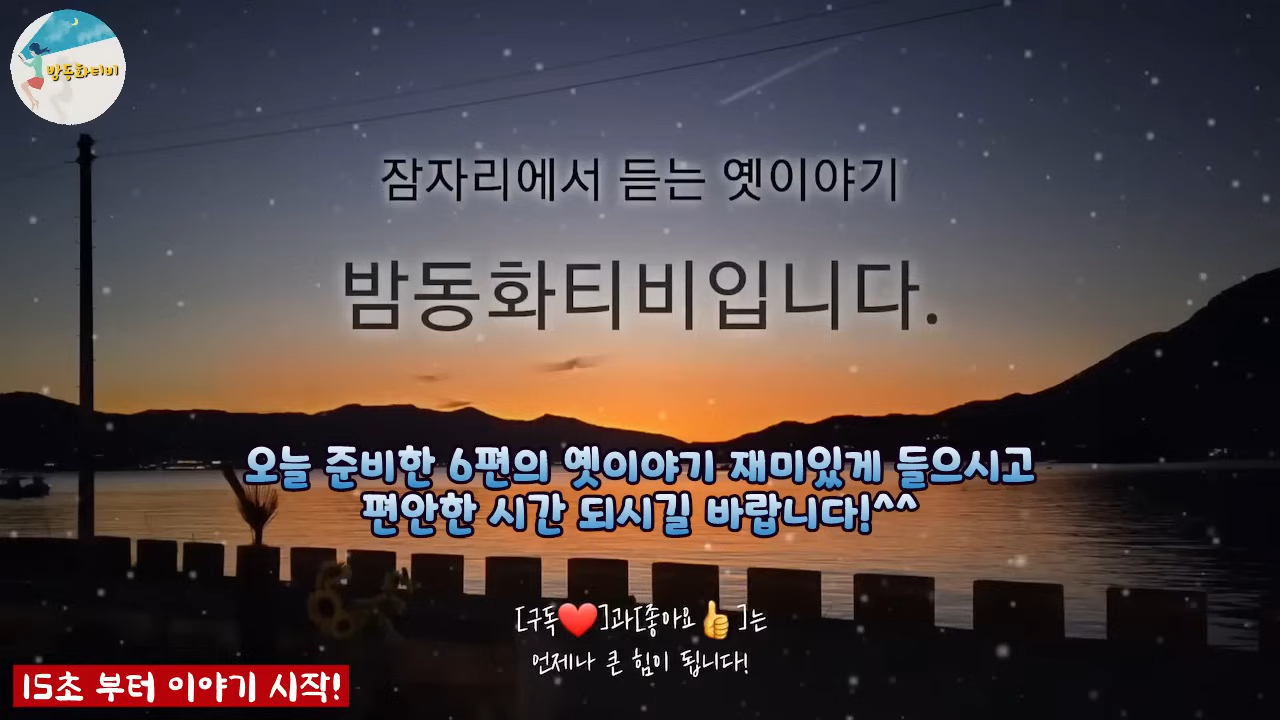 밤동화티비
잠자리에서 듣는 옛이야기
밤동화티비입니다.
오늘 준비한 6편의 옛이야기 재미있게 들으시고
편안한 시간 되시길 바랍니다!^^
[구독❤️]과[좋아요👍]는
언제나 큰 힘이 됩니다!
15초 부터 이야기 시작!